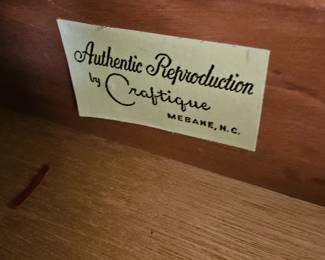 Authentic Reproduction
by Craftique
MEBANE, N.C.